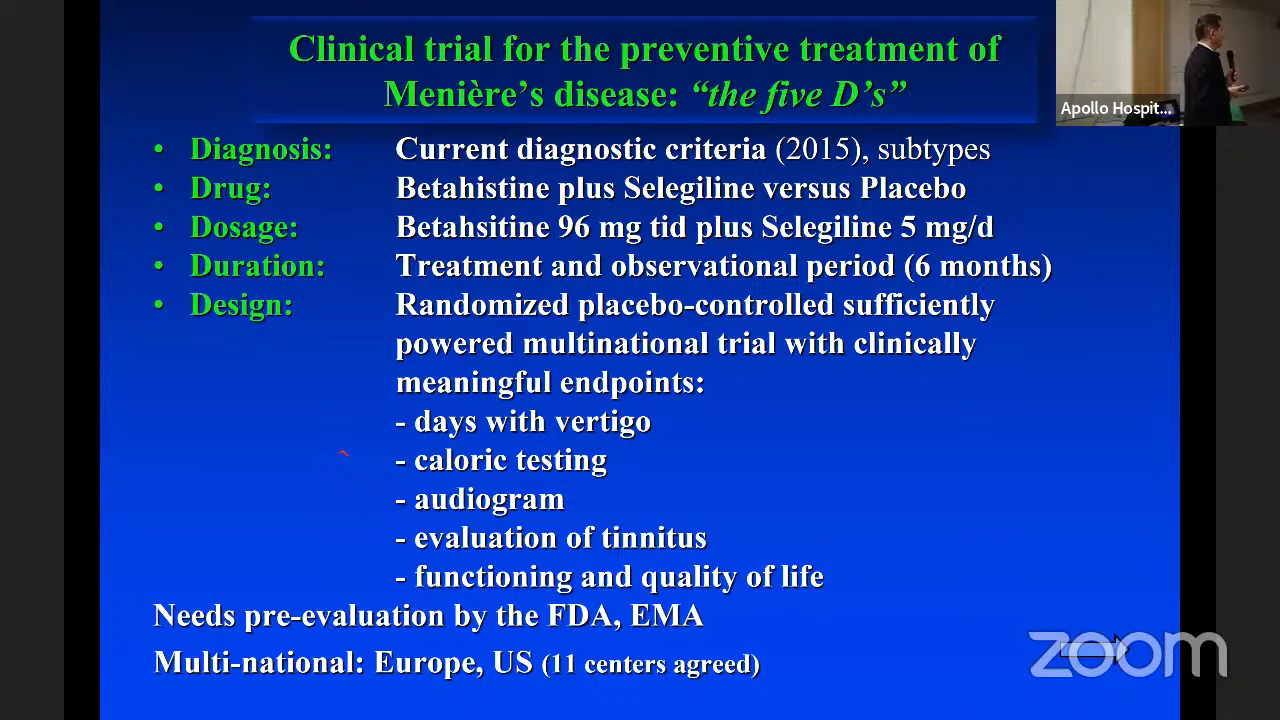 Clinical trial for the preventive treatment of
Menière's disease: “the five D's”
Apollo Hospit...
• Diagnosis: Current diagnostic criteria (2015), subtypes
• Drug: Betahistine plus Selegiline versus Placebo
• Dosage: Betahsitine 96 mg tid plus Selegiline 5 mg/d
• Duration: Treatment and observational period (6 months)
• Design: Randomized placebo-controlled sufficiently
powered multinational trial with clinically
meaningful endpoints:
- days with vertigo
- caloric testing
- audiogram
- evaluation of tinnitus
- functioning and quality of life
Needs pre-evaluation by the FDA, EMA
Multi-national: Europe, US (11 centers agreed)
zoom